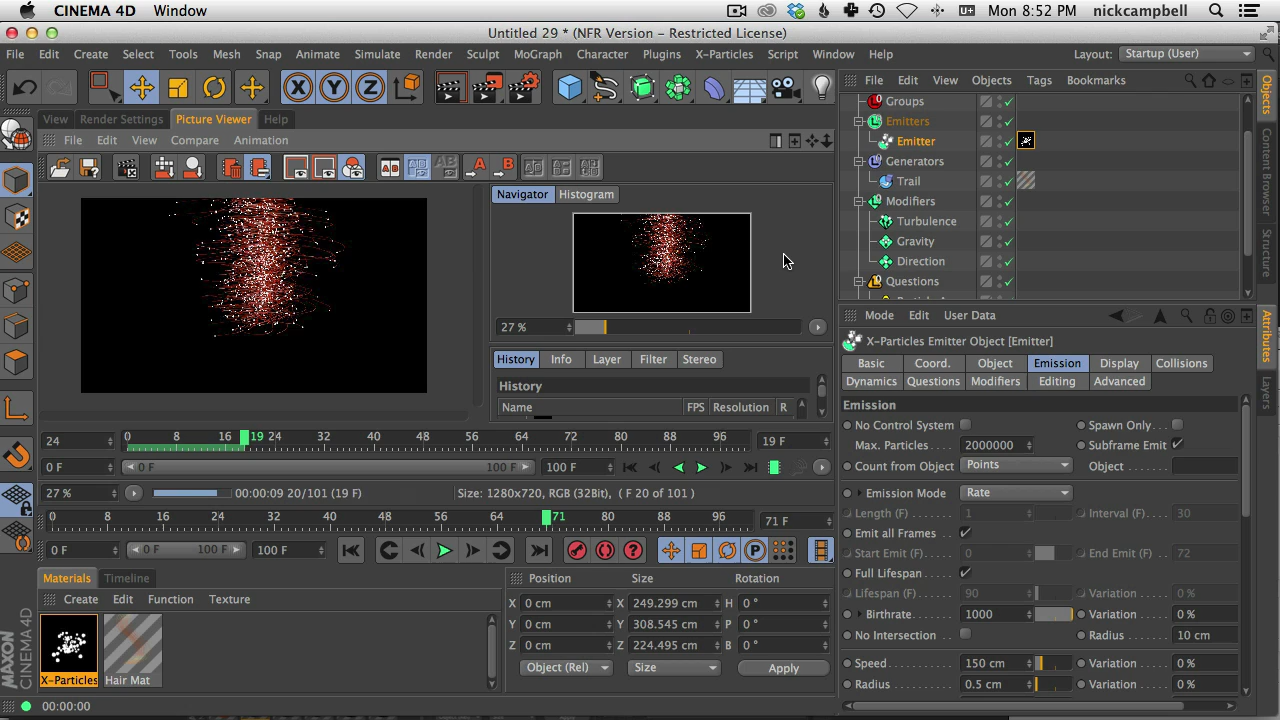 CINEMA 4D Window Mon 8:52 PM nickcampbell
Untitled 29 * (NFR Version - Restricted License)
File Edit Create Select Tools Mesh Snap Animate Simulate Render Sculpt MoGraph Character Plugins X-Particles Script Window Help Layout: Startup (User)
X Y Z
File Edit View Objects Tags Bookmarks
View Render Settings Picture Viewer Help
File Edit View Compare Animation
AB A B
Navigator Histogram
27 %
History Info Layer Filter Stereo
History
Name FPS Resolution R
Groups
Emitters
Emitter
Generators
Trail
Modifiers
Turbulence
Gravity
Direction
Questions
Objects
Content Browser
Structure
Attributes
Layers
Mode Edit User Data
X-Particles Emitter Object [Emitter]
Basic Coord. Object Emission Display Collisions
Dynamics Questions Modifiers Editing Advanced
Emission
No Control System Spawn Only
Max. Particles 2000000 Subframe Emit
Count from Object Points Object
Emission Mode Rate
Length (F) 1 Interval (F) 30
Emit all Frames
Start Emit (F) 0 End Emit (F) 72
Full Lifespan
Lifespan (F) 90 Variation 0 %
Birthrate 1000 Variation 0 %
No Intersection Radius 10 cm
Speed 150 cm Variation 0 %
Radius 0.5 cm Variation 0 %
24 0 8 16 19 24 32 40 48 56 64 72 80 88 96 19 F
0 F 0 F 100 F 100 F
27 % 00:00:09 20/101 (19 F) Size: 1280x720, RGB (32Bit), ( F 20 of 101 )
0 8 16 24 32 40 48 56 64 71 80 88 96 71 F
0 F 0 F 100 F 100 F
P
Materials Timeline
Create Edit Function Texture
X-Particles Hair Mat
MAXON CINEMA 4D
Position Size Rotation
X 0 cm X 249.299 cm H 0 °
Y 0 cm Y 308.545 cm P 0 °
Z 0 cm Z 224.495 cm B 0 °
Object (Rel) Size Apply
00:00:00